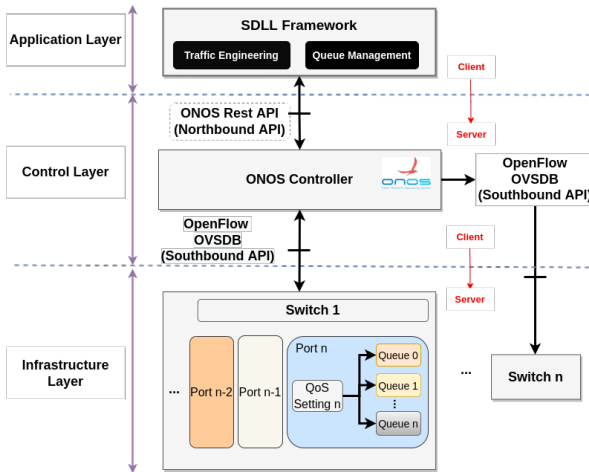 Application Layer
SDLL Framework
Traffic Engineering
Queue Management
Client
Server
ONOS Rest API
(Northbound API)
Control Layer
ONOS Controller
onos
OpenFlow
OVSDB
(Southbound API)
OpenFlow
OVSDB
(Southbound API)
Client
Server
Infrastructure
Layer
Switch 1
...
Port n-2
Port n-1
Port n
QoS
Setting n
Queue 0
Queue 1
⋮
Queue n
...
Switch n